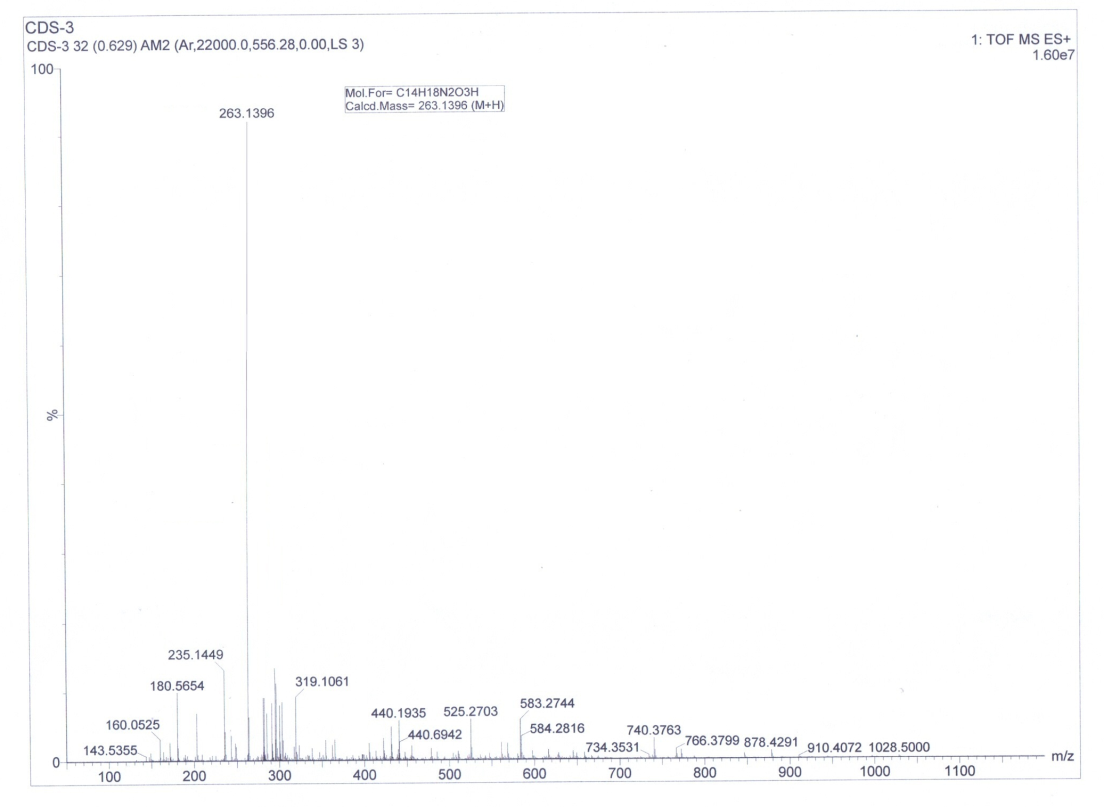 CDS-3
CDS-3 32 (0.629) AM2 (Ar,22000.0,556.28,0.00,LS 3)
1: TOF MS ES+
1.60e7
100
Mol.For= C14H18N2O3H
Calcd.Mass= 263.1396 (M+H)
263.1396
%
235.1449
180.5654
319.1061
160.0525
143.5355
440.1935
440.6942
525.2703
583.2744
584.2816
734.3531
740.3763
766.3799
878.4291
910.4072
1028.5000
0
m/z
100 200 300 400 500 600 700 800 900 1000 1100